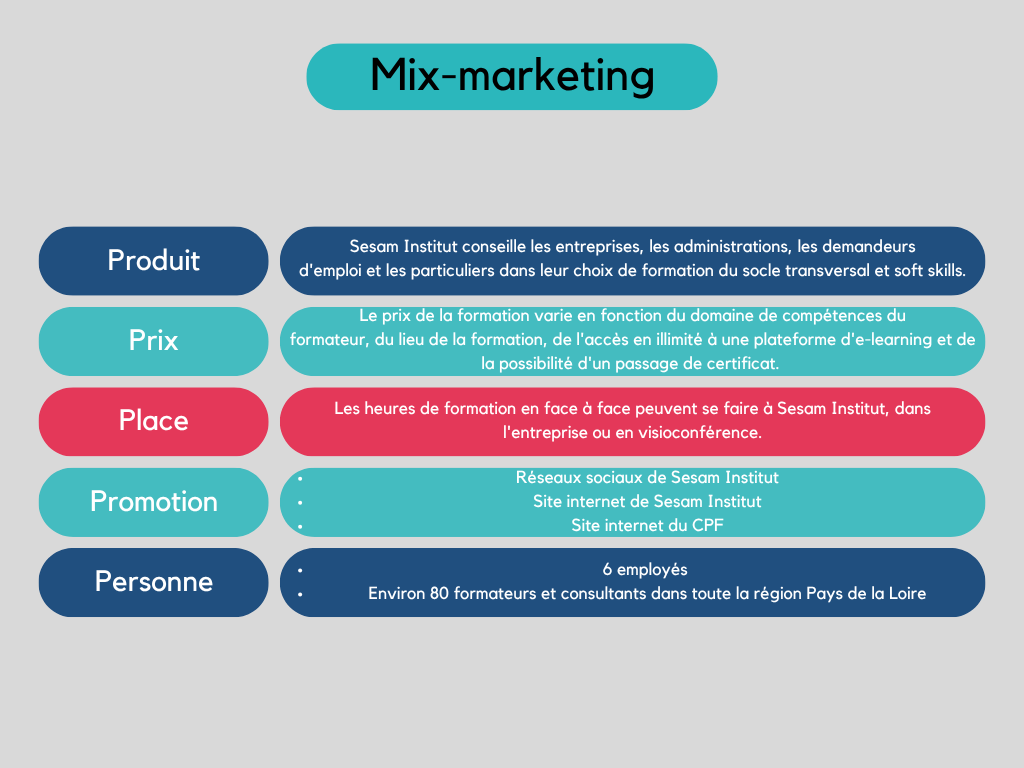 Mix-marketing
Produit
Sesam Institut conseille les entreprises, les administrations, les demandeurs
d'emploi et les particuliers dans leur choix de formation du socle transversal et soft skills.
Prix
Le prix de la formation varie en fonction du domaine de compétences du
formateur, du lieu de la formation, de l'accès en illimité à une plateforme d'e-learning et de
la possibilité d'un passage de certificat.
Place
Les heures de formation en face à face peuvent se faire à Sesam Institut, dans
l'entreprise ou en visioconférence.
Promotion
• Réseaux sociaux de Sesam Institut
• Site internet de Sesam Institut
• Site internet du CPF
Personne
• 6 employés
• Environ 80 formateurs et consultants dans toute la région Pays de la Loire